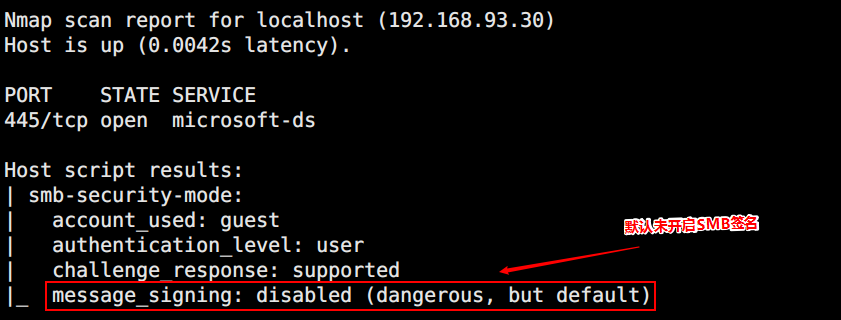 Nmap scan report for localhost (192.168.93.30)
Host is up (0.0042s latency).
PORT    STATE SERVICE
445/tcp open  microsoft-ds
Host script results:
| smb-security-mode:
|   account_used: guest
|   authentication_level: user
|   challenge_response: supported
|_  message_signing: disabled (dangerous, but default)
默认未开启SMB签名